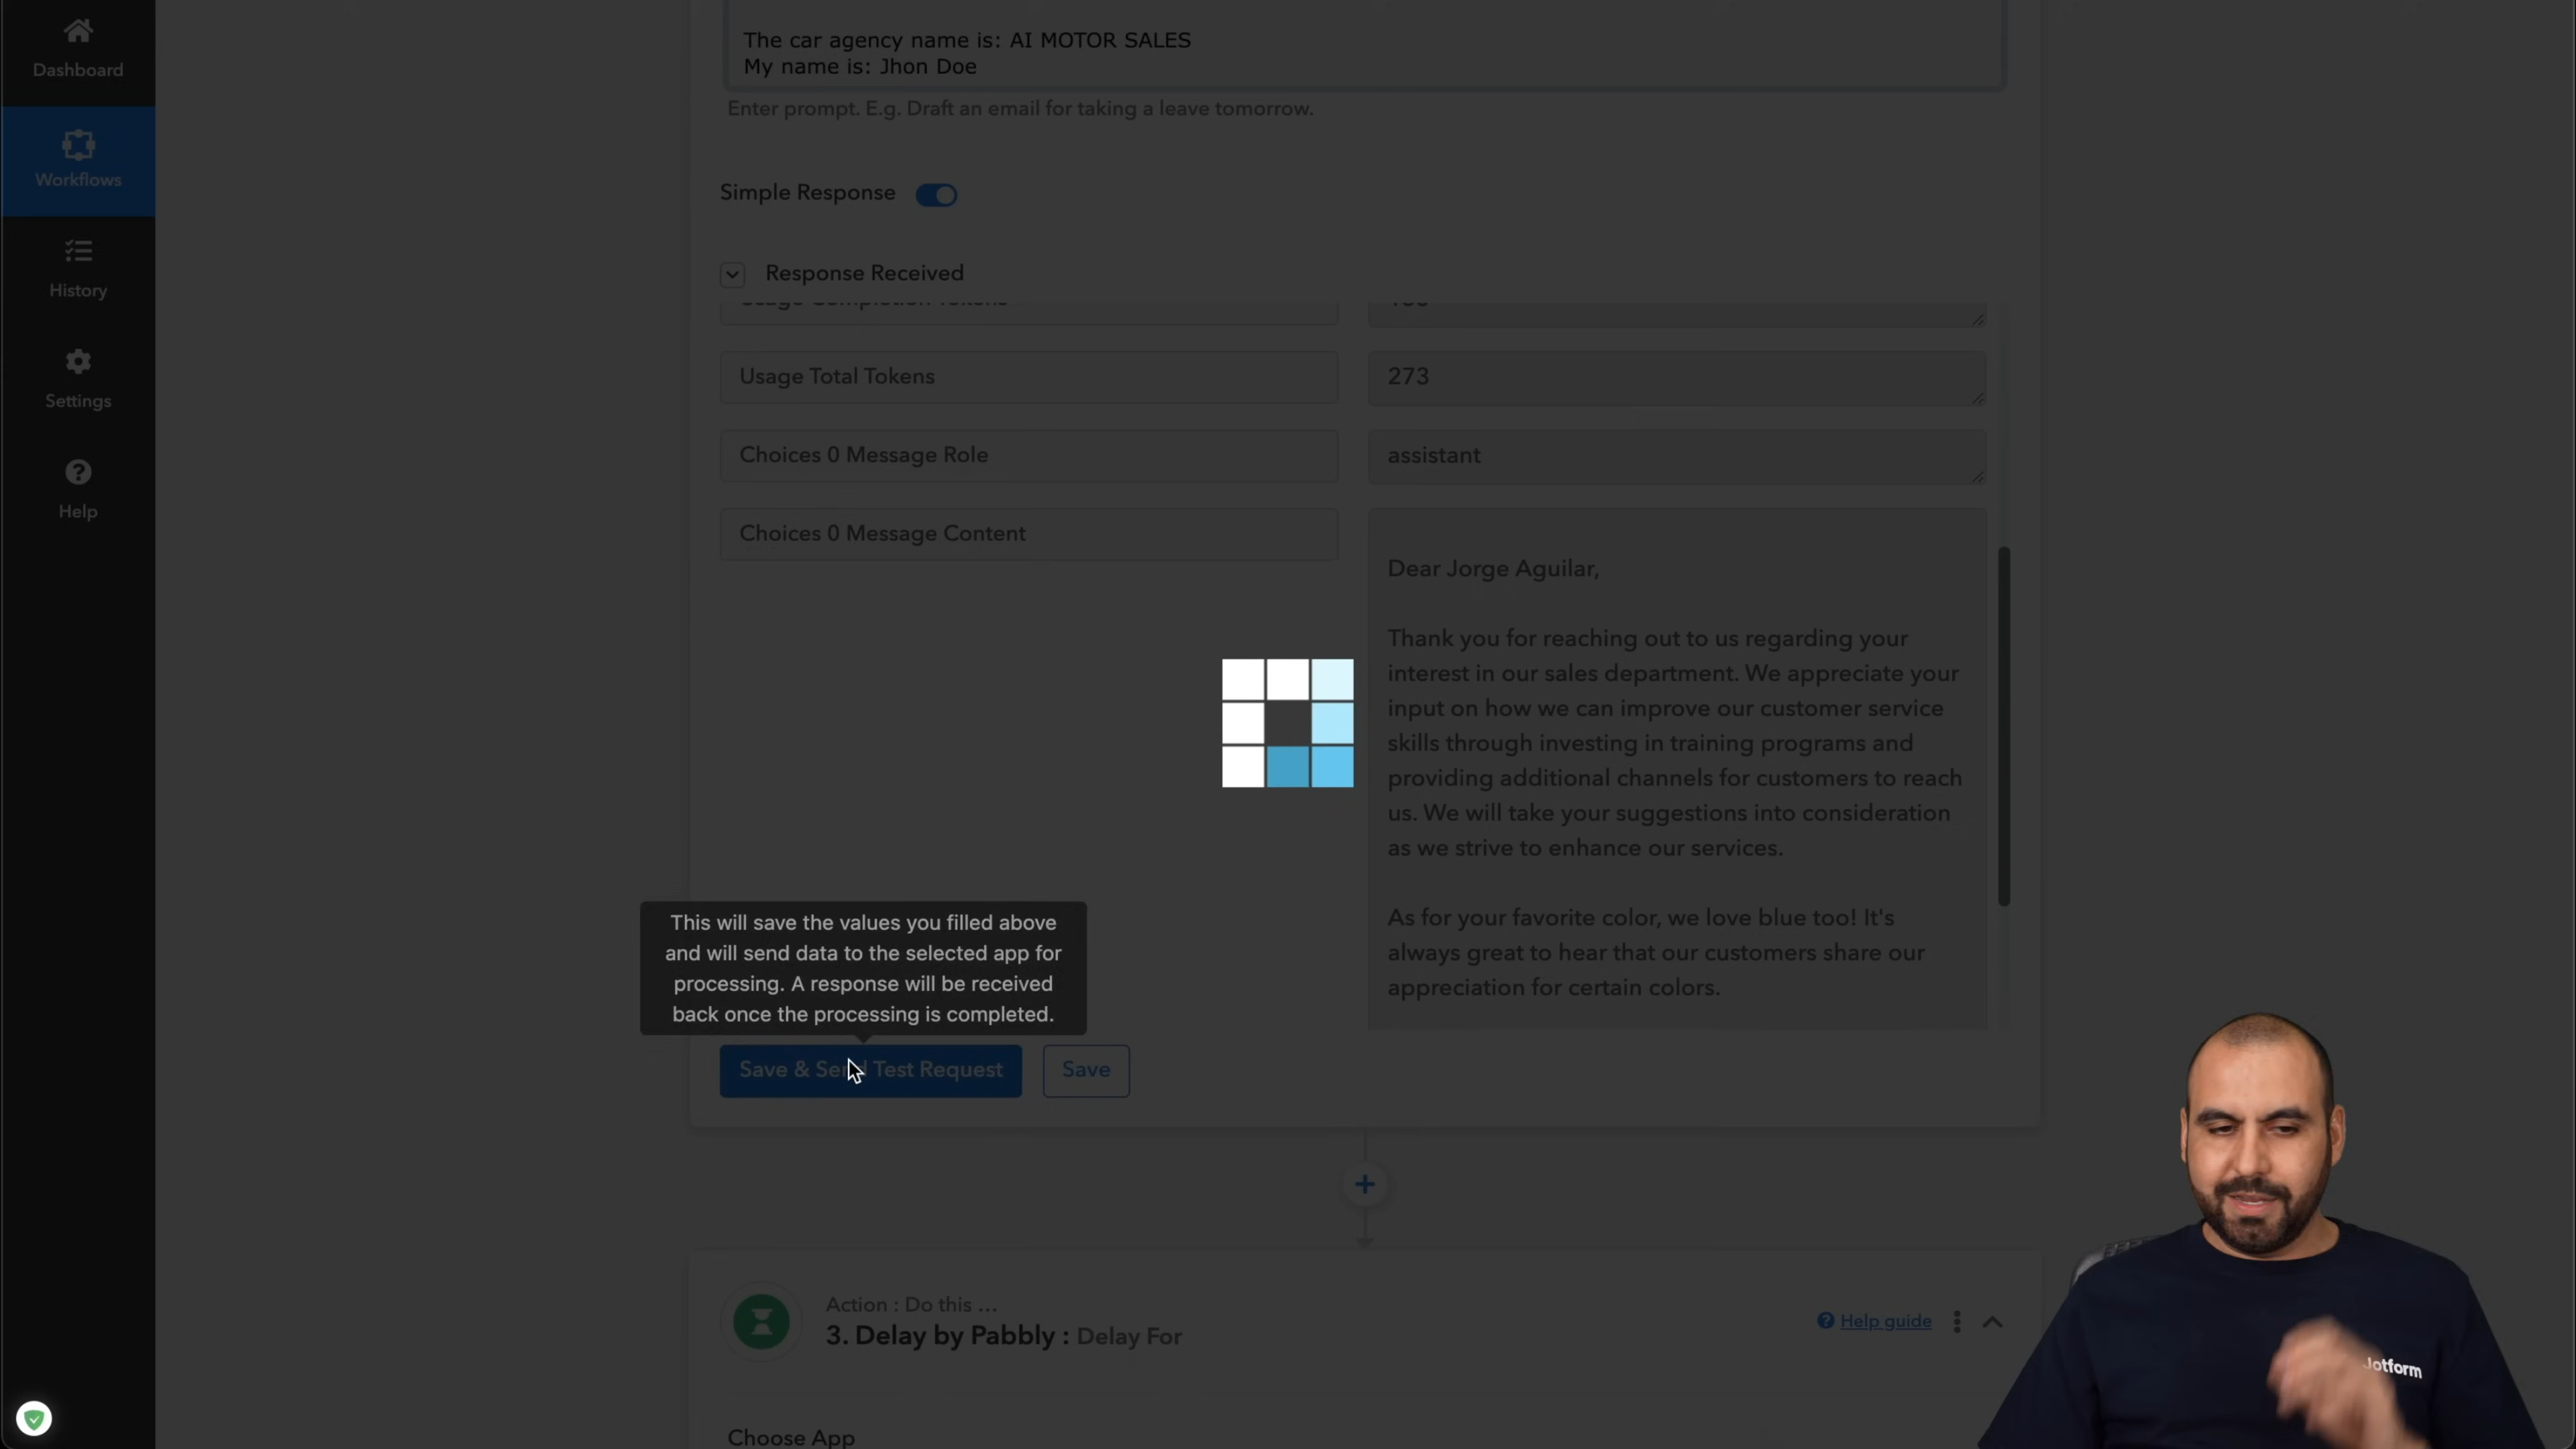 Dashboard
Workflows
History
Settings
Help
The car agency name is: AI MOTOR SALES
My name is: Jhon Doe
Enter prompt. E.g. Draft an email for taking a leave tomorrow.
Simple Response
Response Received
Usage Completion Tokens
Usage Total Tokens
273
Choices 0 Message Role
assistant
Choices 0 Message Content
Dear Jorge Aguilar,
Thank you for reaching out to us regarding your
interest in our sales department. We appreciate your
input on how we can improve our customer service
skills through investing in training programs and
providing additional channels for customers to reach
us. We will take your suggestions into consideration
as we strive to enhance our services.
As for your favorite color, we love blue too! It's
always great to hear that our customers share our
appreciation for certain colors.
This will save the values you filled above
and will send data to the selected app for
processing. A response will be received
back once the processing is completed.
Save & Send Test Request
Save
Action : Do this ...
3. Delay by Pabbly : Delay For
Help guide
Choose App
Jotform